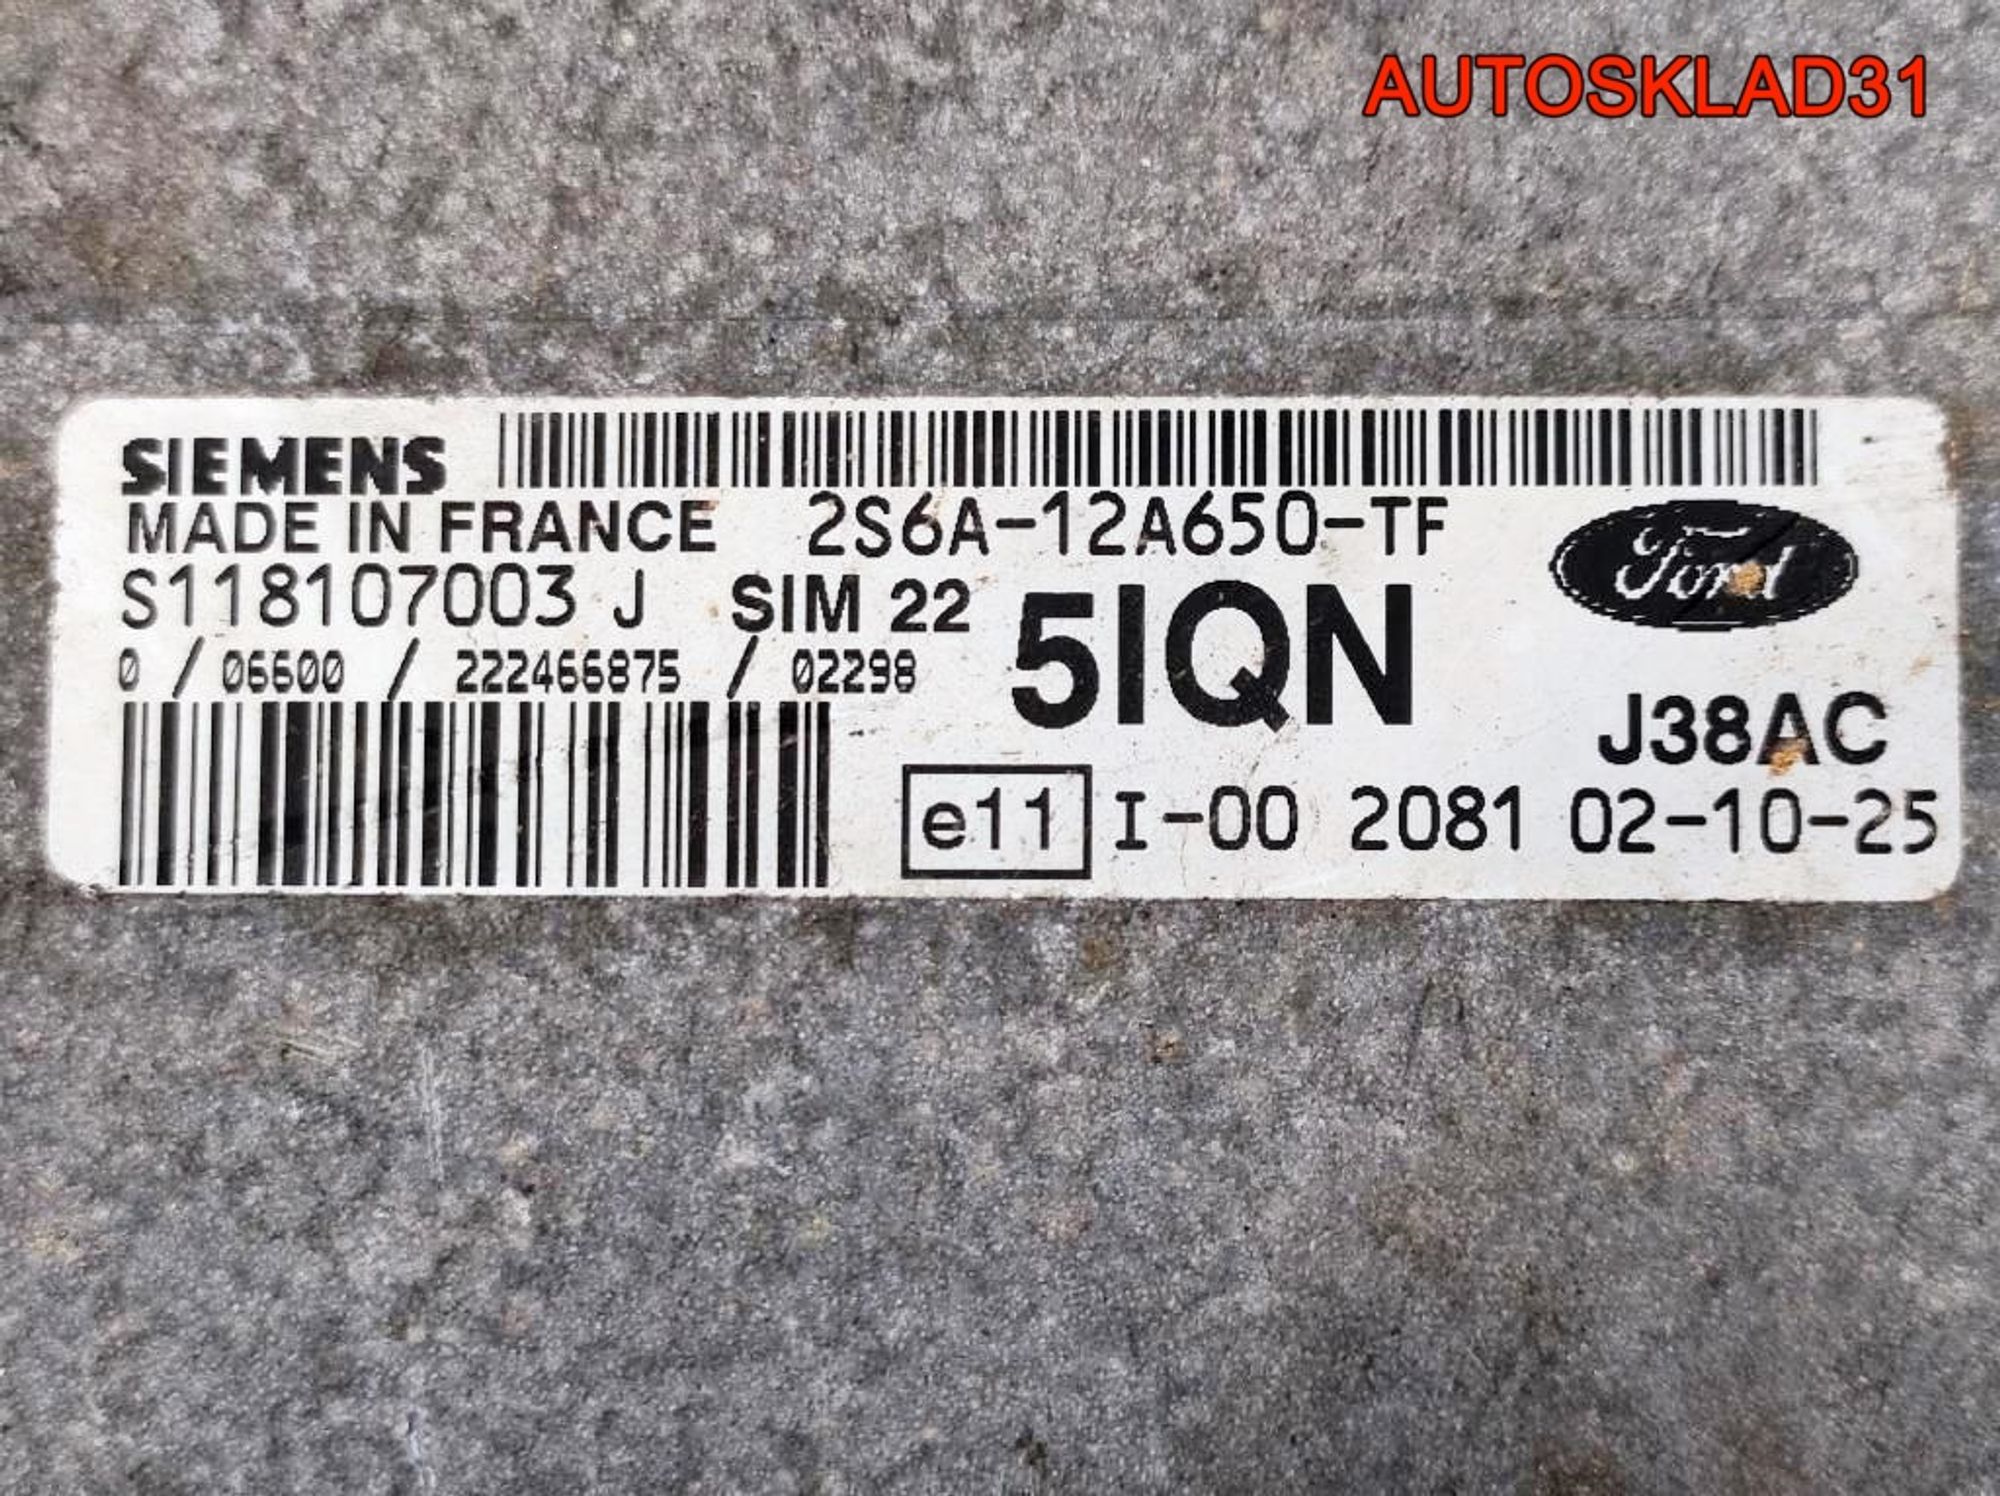 AUTOSKLAD31
SIEMENS
MADE IN FRANCE 2S6A-12A650-TF
S118107003 J SIM 22 5IQN Ford
0 / 06600 / 222466875 / 02298
J38AC
e11 I-00 2081 02-10-25